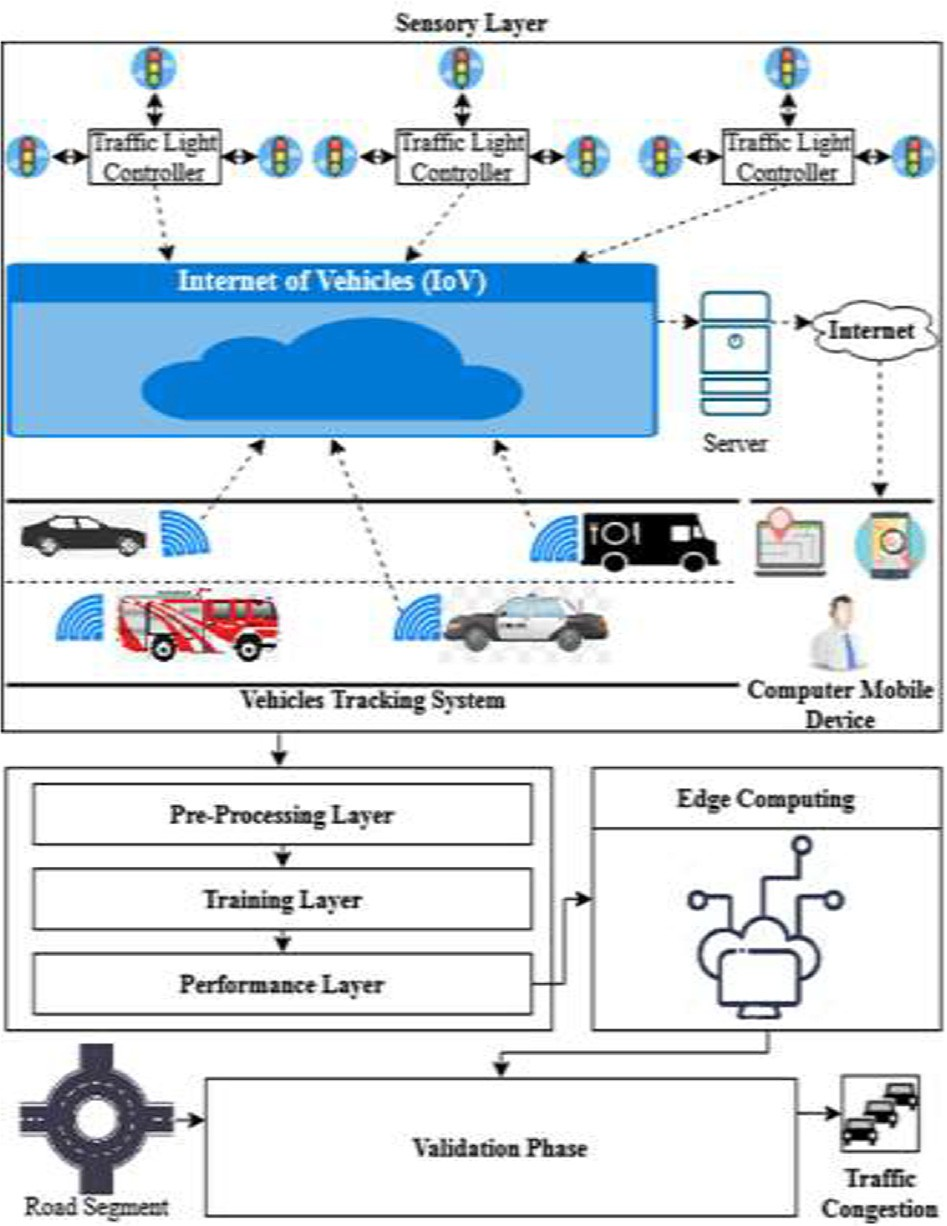 Sensory Layer
Traffic Light
Controller
Traffic Light
Controller
Traffic Light
Controller
Internet of Vehicles (IoV)
Internet
Server
Vehicles Tracking System
Computer Mobile
Device
Pre-Processing Layer
Training Layer
Performance Layer
Edge Computing
Road Segment
Validation Phase
Traffic
Congestion